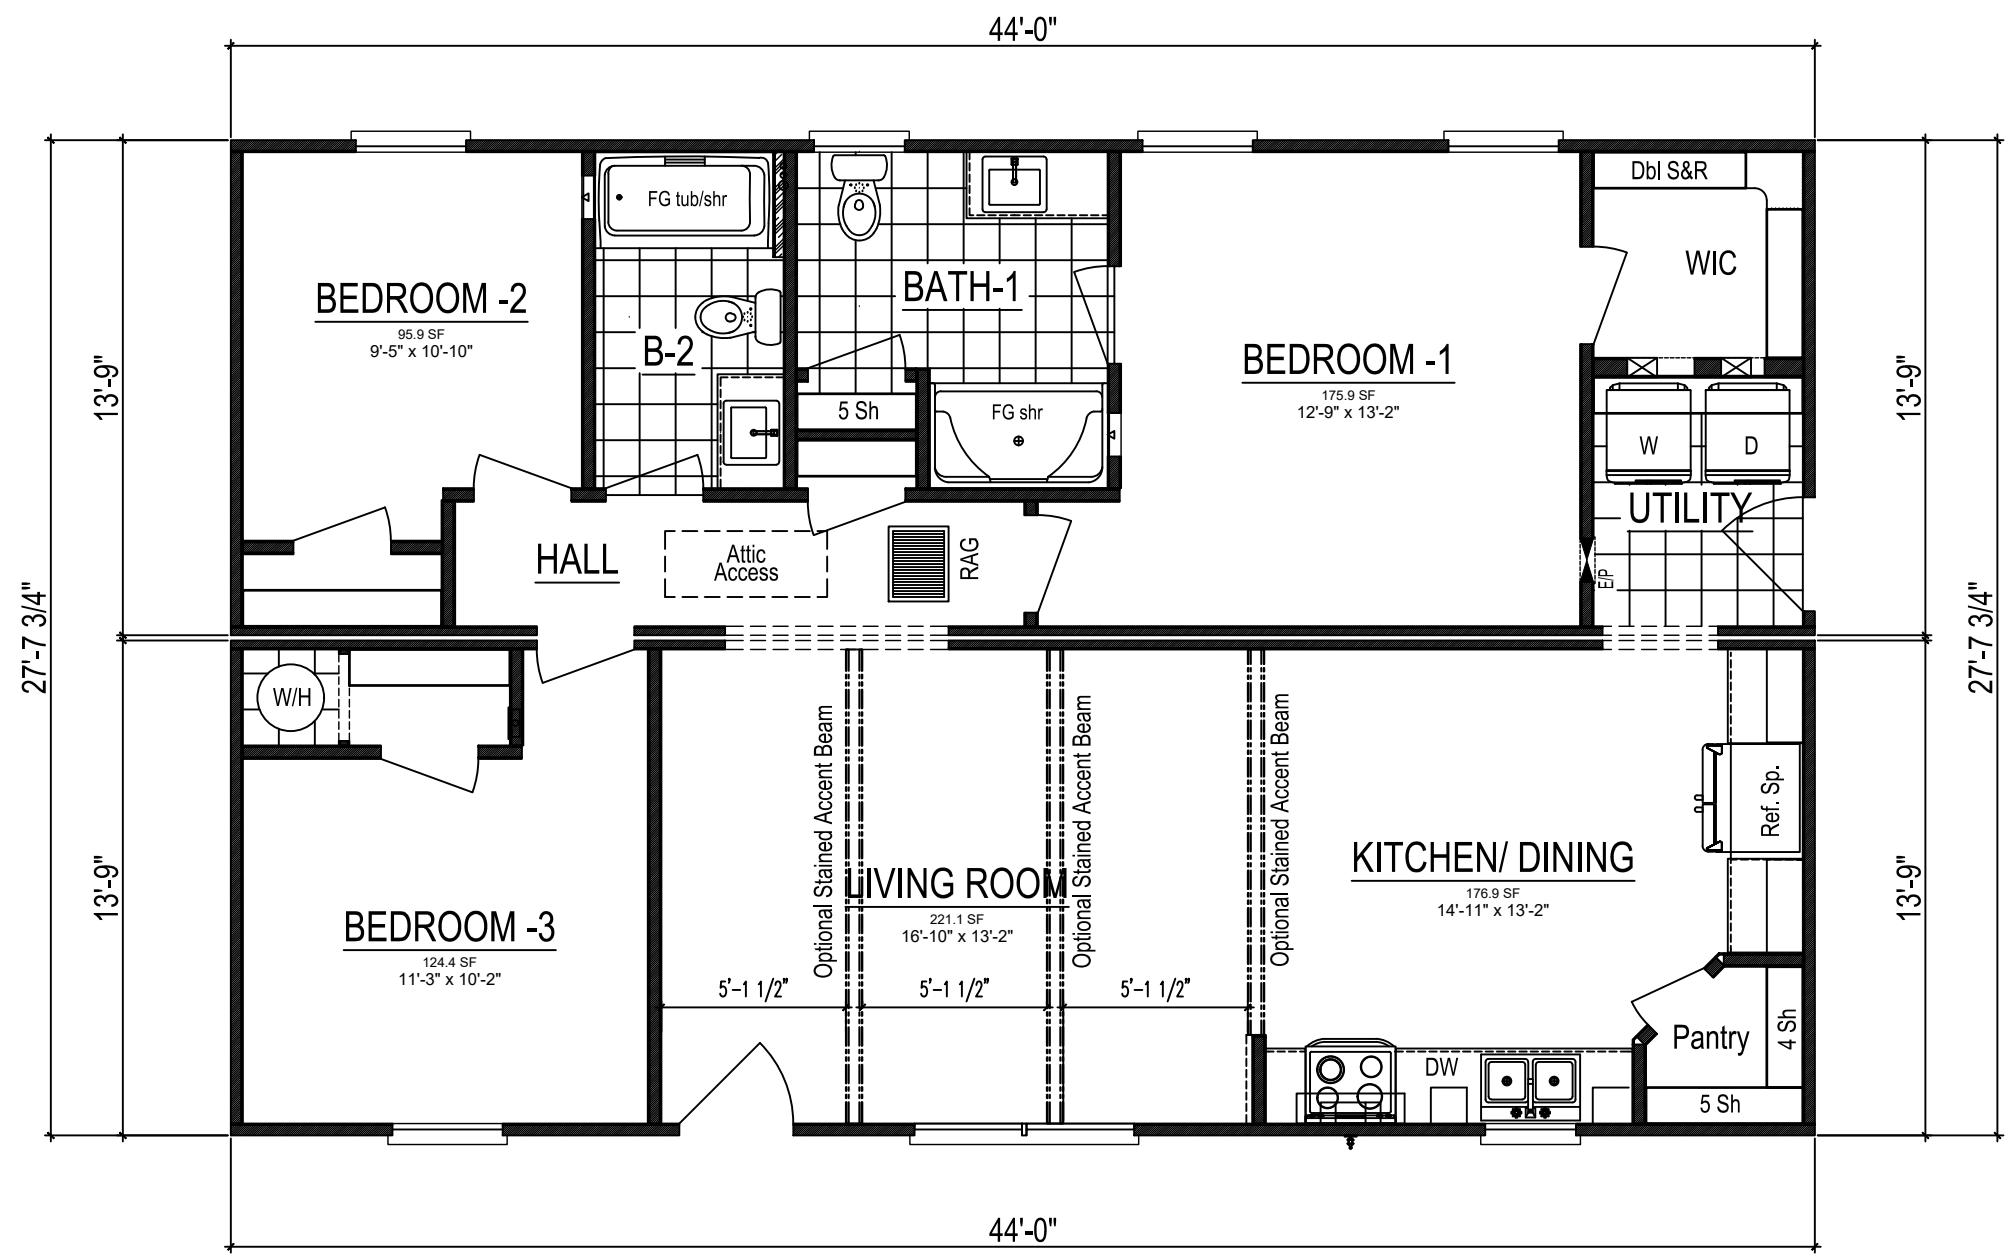 44'-0"
Dbl S&R
FG tub/shr
WIC
BATH-1
BEDROOM -2
95.9 SF
9'-5" x 10'-10"
B-2
BEDROOM -1
175.9 SF
12'-9" x 13'-2"
13'-9"
13'-9"
5 Sh
FG shr
W
D
UTILITY
HALL
Attic
Access
RAG
E/P
27'-7 3/4"
27'-7 3/4"
W/H
Optional Stained Accent Beam
Optional Stained Accent Beam
Optional Stained Accent Beam
Ref. Sp.
LIVING ROOM
221.1 SF
16'-10" x 13'-2"
KITCHEN/ DINING
176.9 SF
14'-11" x 13'-2"
13'-9"
13'-9"
BEDROOM -3
124.4 SF
11'-3" x 10'-2"
5'-1 1/2"
5'-1 1/2"
5'-1 1/2"
Pantry
4 Sh
DW
5 Sh
44'-0"